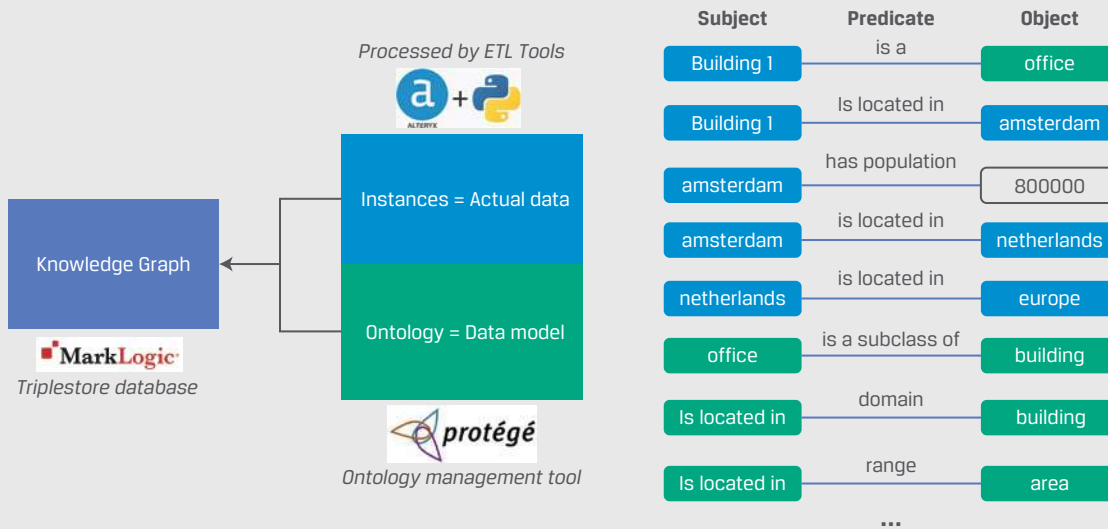 Processed by ETL Tools
a + 
ALTERYX
Instances = Actual data
Knowledge Graph
Ontology = Data model
MarkLogic
Triplestore database
protégé
Ontology management tool
Subject Predicate Object
Building 1 is a office
Building 1 Is located in amsterdam
amsterdam has population 800000
amsterdam is located in netherlands
netherlands is located in europe
office is a subclass of building
Is located in domain building
Is located in range area
...